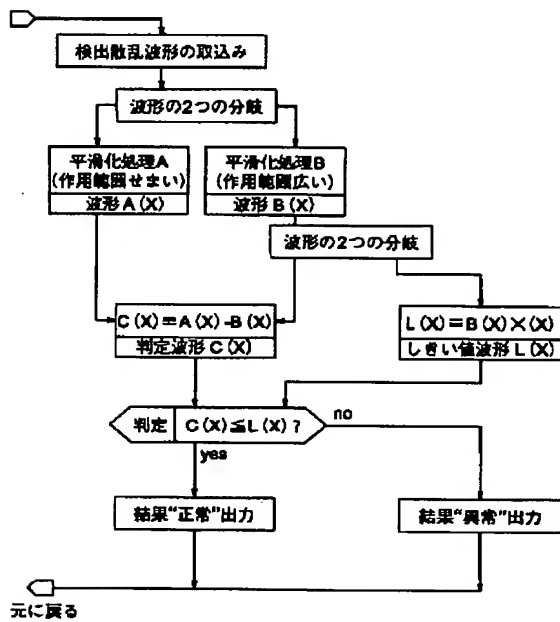 検出散乱波形の取込み
波形の2つの分岐
平滑化処理A
(作用範囲せまい)
波形A(X)
平滑化処理B
(作用範囲広い)
波形B(X)
波形の2つの分岐
C(X)=A(X)-B(X)
判定波形C(X)
L(X)=B(X)×(X)
しきい値波形L(X)
判定 C(X)≦L(X)?
no
yes
結果“正常”出力
結果“異常”出力
元に戻る